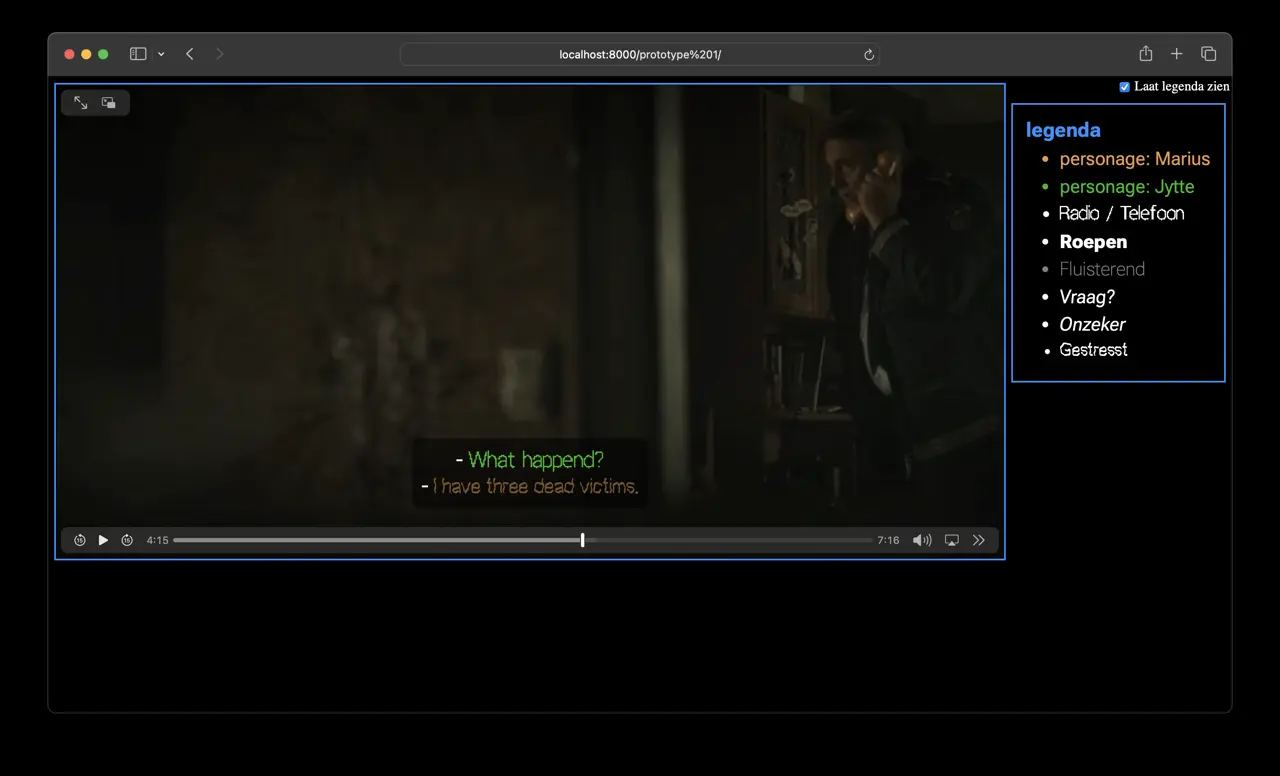 localhost:8000/prototype%201/
Laat legenda zien
legenda
personage: Marius
personage: Jytte
Radio / Telefoon
Roepen
Fluisterend
Vraag?
Onzeker
Gestresst
- What happend?
- I have three dead victims.
4:15
7:16